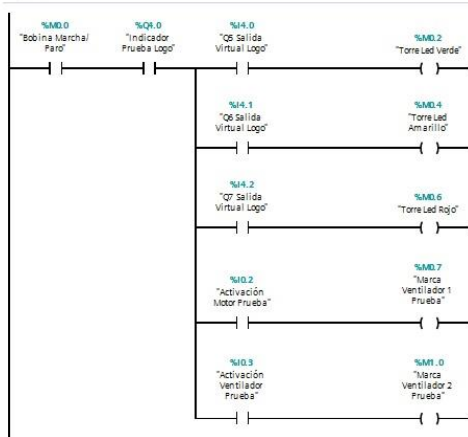 %M0.0
"Bobina Marcha/
Paro"
%Q4.0
"Indicador
Prueba Logo"
%I4.0
"Q5 Salida
Virtual Logo"
%M0.2
"Torre Led Verde"
%I4.1
"Q6 Salida
Virtual Logo"
%M0.4
"Torre Led
Amarillo"
%I4.2
"Q7 Salida
Virtual Logo"
%M0.6
"Torre Led Rojo"
%I0.2
"Activación
Motor Prueba"
%M0.7
"Marca
Ventilador 1
Prueba"
%I0.3
"Activación
Ventilador
Prueba"
%M1.0
"Marca
Ventilador 2
Prueba"